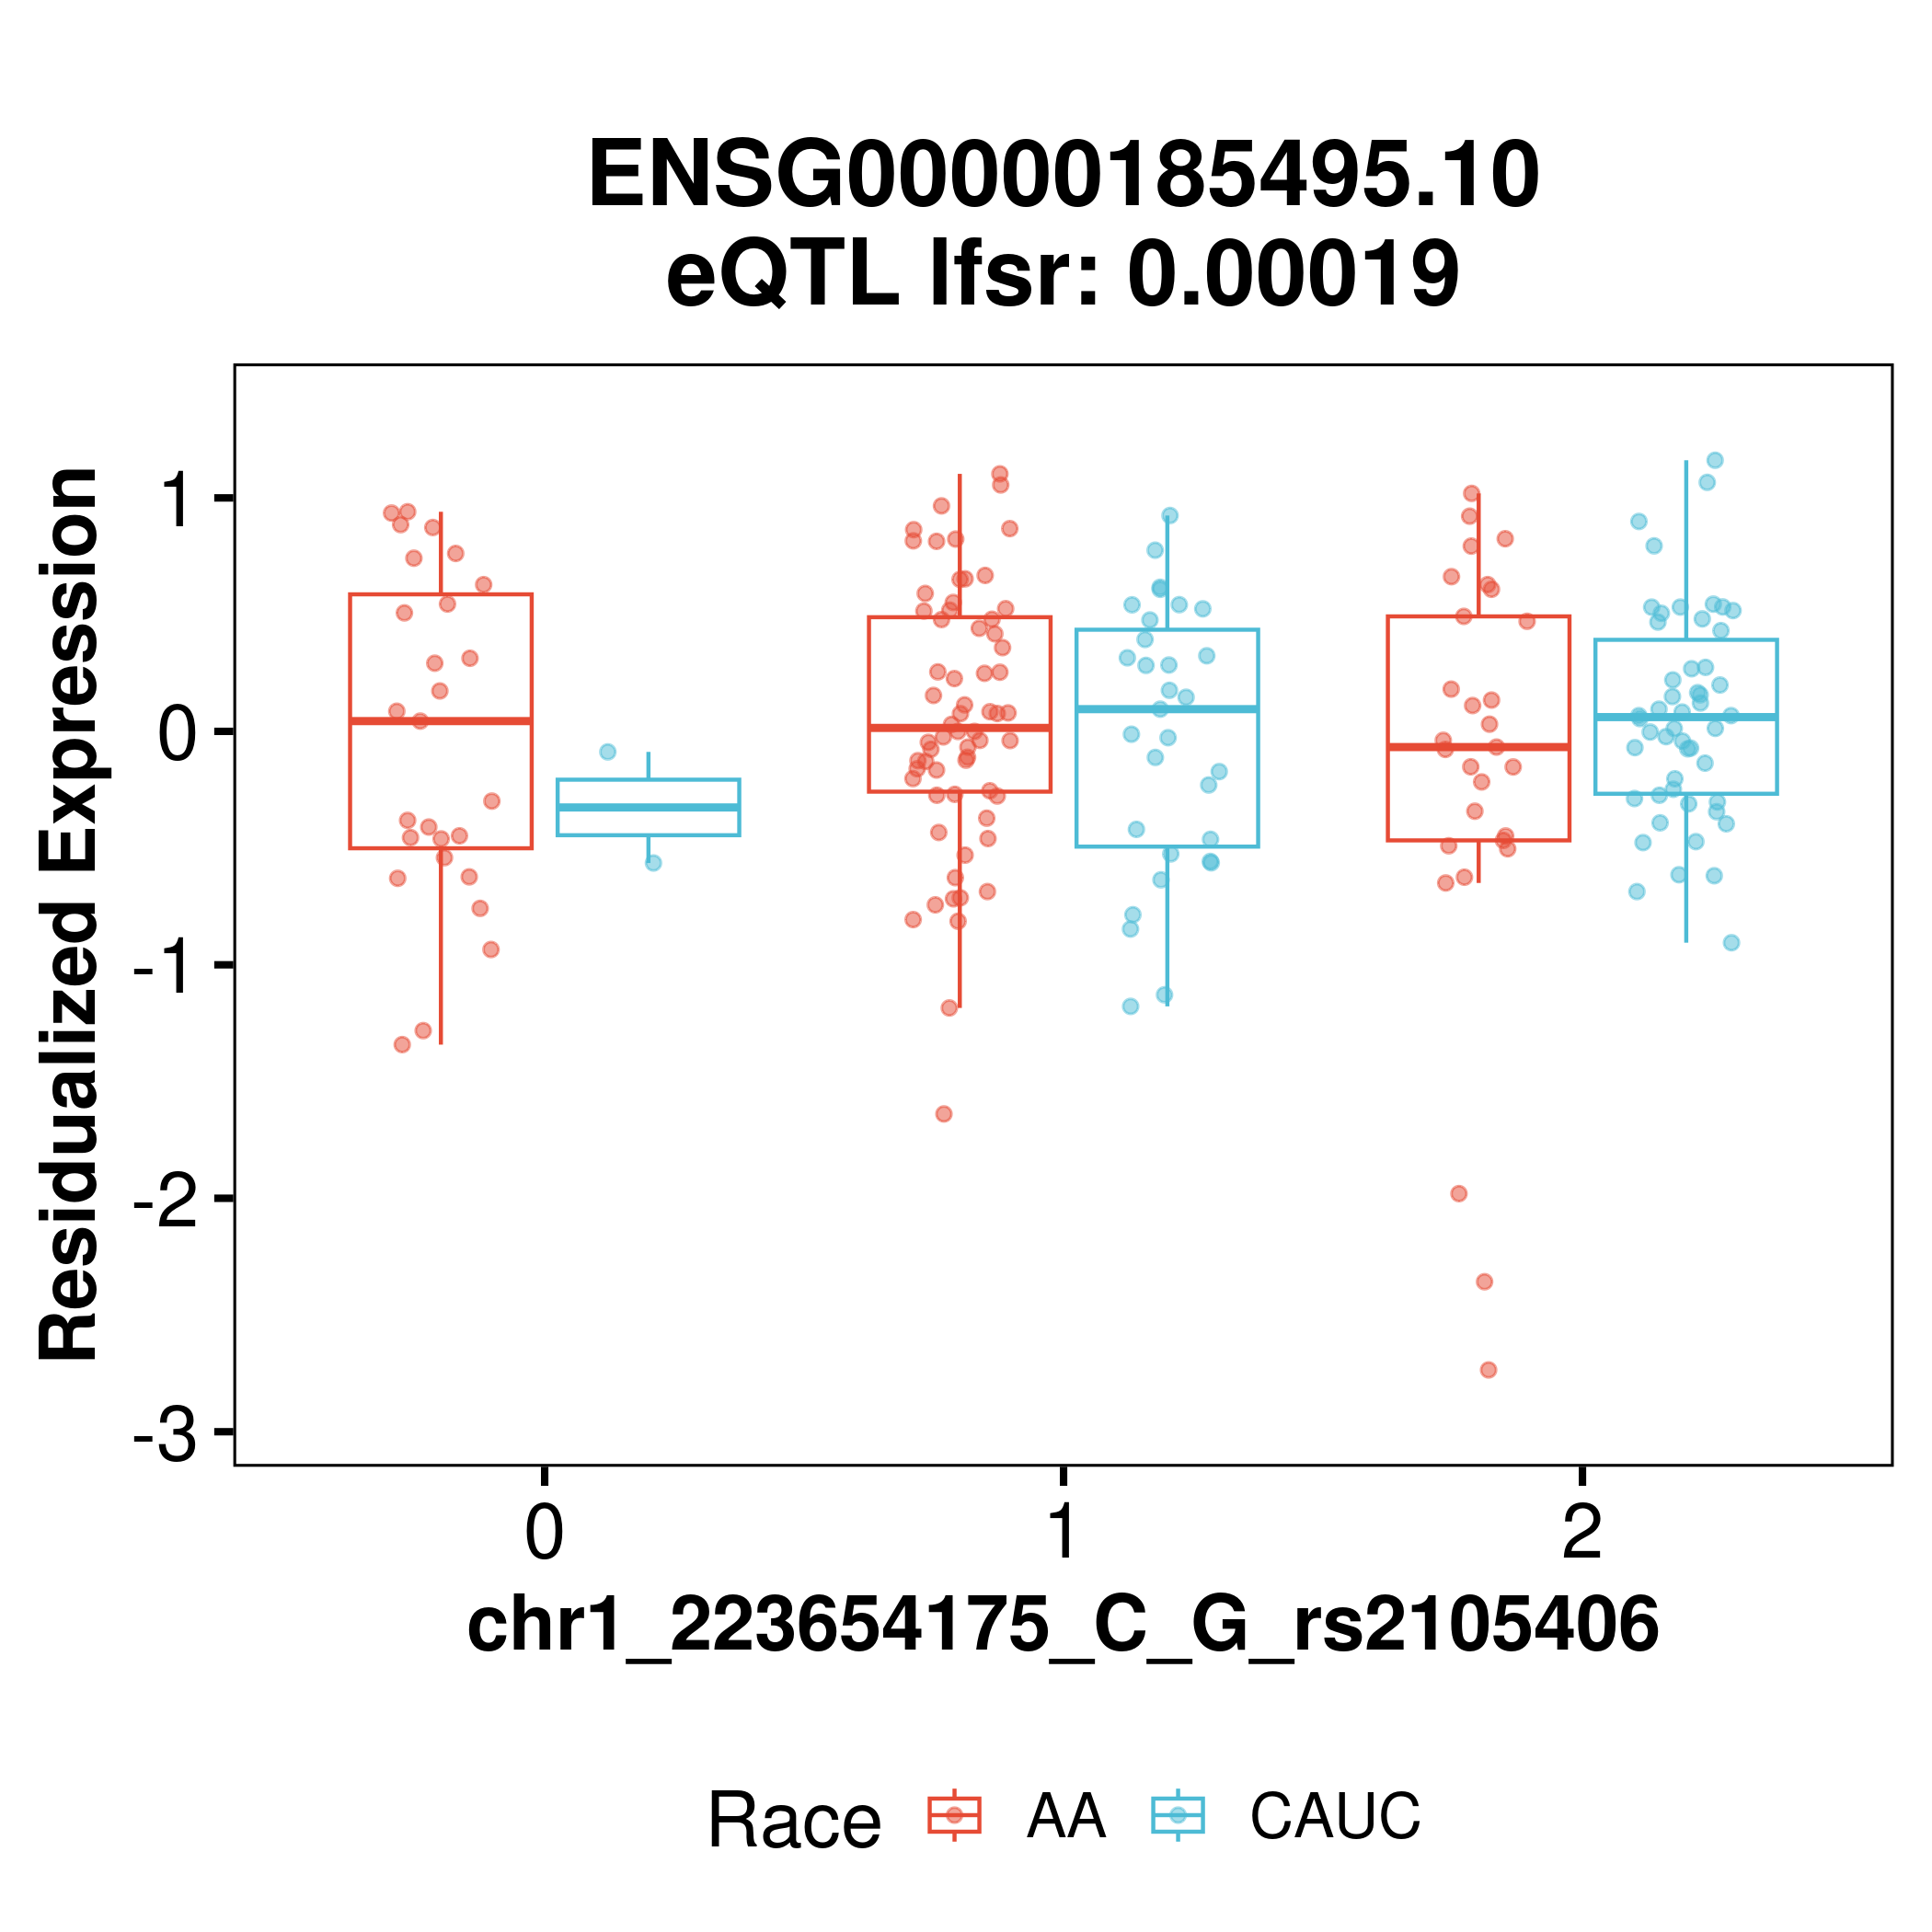 ENSG00000185495.10
eQTL lfsr: 0.00019
Residualized Expression
1
0
-1
-2
-3
0 1 2
chr1_223654175_C_G_rs2105406
Race AA CAUC